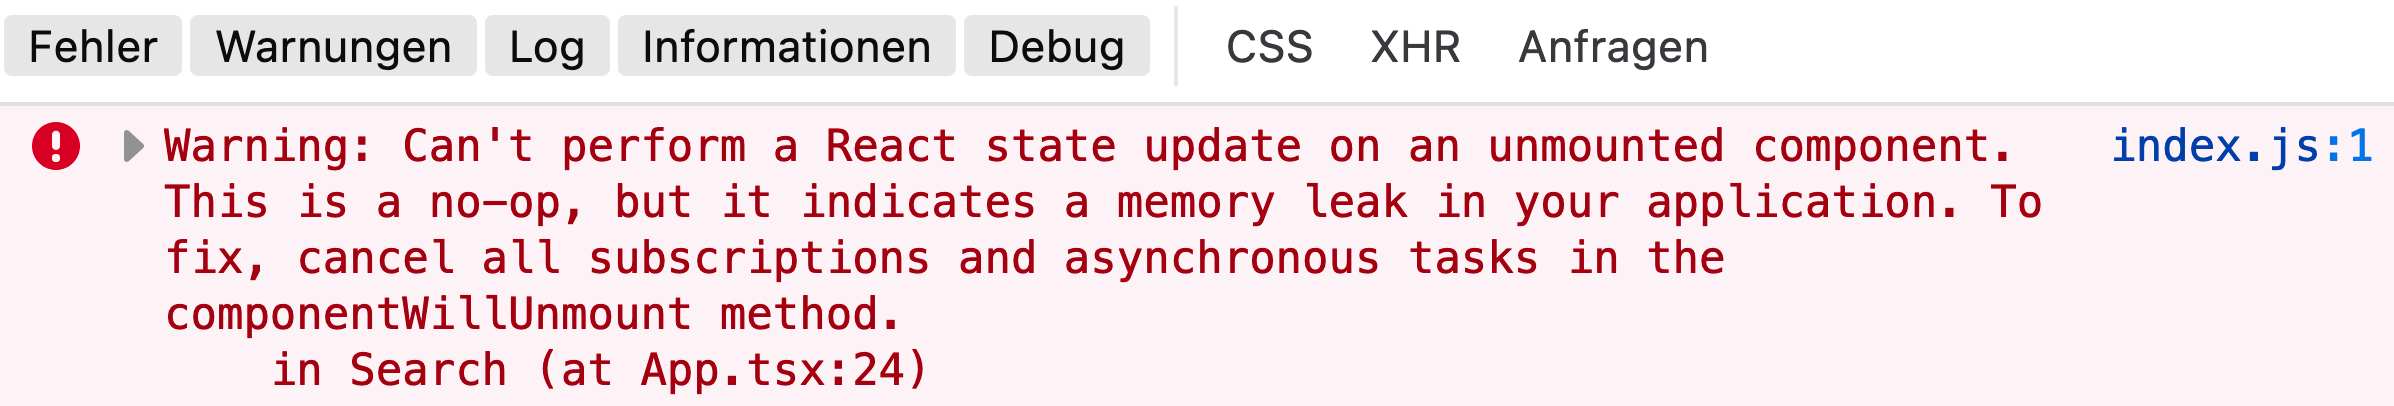 Fehler Warnungen Log Informationen Debug CSS XHR Anfragen
Warning: Can't perform a React state update on an unmounted component. index.js:1
This is a no-op, but it indicates a memory leak in your application. To
fix, cancel all subscriptions and asynchronous tasks in the
componentWillUnmount method.
    in Search (at App.tsx:24)